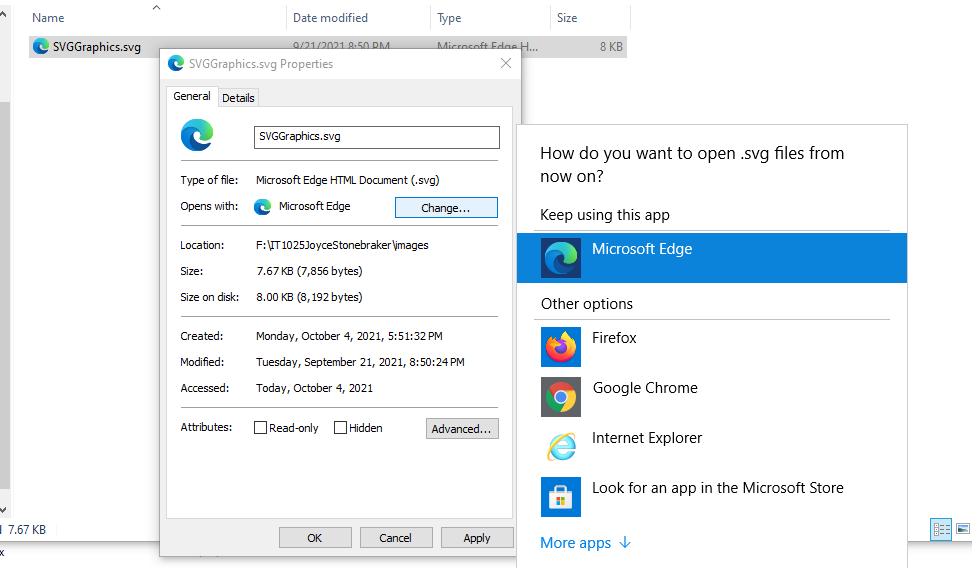 Name Date modified Type Size
SVGGraphics.svg 9/21/2021 8:50 PM Microsoft Edge H... 8 KB
SVGGraphics.svg Properties
General Details
SVGGraphics.svg
Type of file: Microsoft Edge HTML Document (.svg)
Opens with: Microsoft Edge Change...
Location: F:\IT1025JoyceStonebraker\images
Size: 7.67 KB (7,856 bytes)
Size on disk: 8.00 KB (8,192 bytes)
Created: Monday, October 4, 2021, 5:51:32 PM
Modified: Tuesday, September 21, 2021, 8:50:24 PM
Accessed: Today, October 4, 2021
Attributes: Read-only Hidden Advanced...
OK Cancel Apply
How do you want to open .svg files from
now on?
Keep using this app
Microsoft Edge
Other options
Firefox
Google Chrome
Internet Explorer
Look for an app in the Microsoft Store
More apps
7.67 KB
x